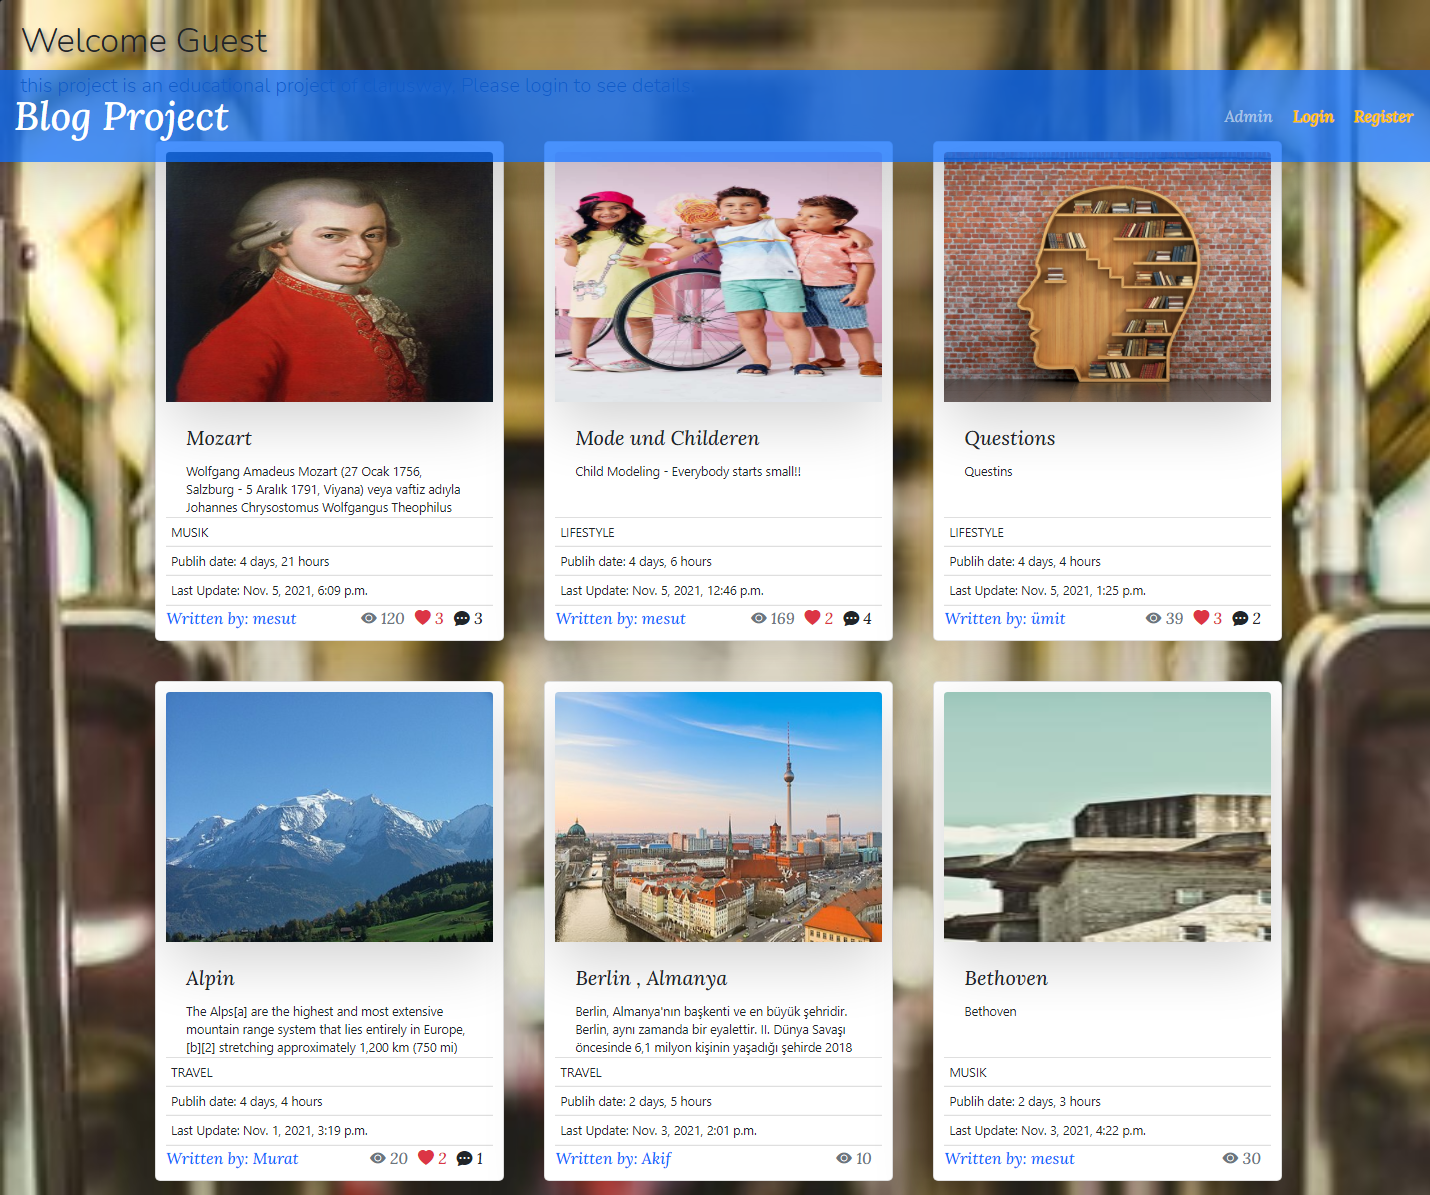 Welcome Guest
this project is an educational project of clarusway. Please login to see details.
Blog Project
Admin Login Register
Mozart
Wolfgang Amadeus Mozart (27 Ocak 1756,
Salzburg - 5 Aralık 1791, Viyana) veya vaftiz adıyla
Johannes Chrysostomus Wolfgangus Theophilus
MUSIK
Publih date: 4 days, 21 hours
Last Update: Nov. 5, 2021, 6:09 p.m.
Written by: mesut 120 3 3
Mode und Childeren
Child Modeling - Everybody starts small!!
LIFESTYLE
Publih date: 4 days, 6 hours
Last Update: Nov. 5, 2021, 12:46 p.m.
Written by: mesut 169 2 4
Questions
Questins
LIFESTYLE
Publih date: 4 days, 4 hours
Last Update: Nov. 5, 2021, 1:25 p.m.
Written by: ümit 39 3 2
Alpin
The Alps[a] are the highest and most extensive
mountain range system that lies entirely in Europe,
[b][2] stretching approximately 1,200 km (750 mi)
TRAVEL
Publih date: 4 days, 4 hours
Last Update: Nov. 1, 2021, 3:19 p.m.
Written by: Murat 20 2 1
Berlin , Almanya
Berlin, Almanya'nın başkenti ve en büyük şehridir.
Berlin, aynı zamanda bir eyalettir. II. Dünya Savaşı
öncesinde 6,1 milyon kişinin yaşadığı şehirde 2018
TRAVEL
Publih date: 2 days, 5 hours
Last Update: Nov. 3, 2021, 2:01 p.m.
Written by: Akif 10
Bethoven
Bethoven
MUSIK
Publih date: 2 days, 3 hours
Last Update: Nov. 3, 2021, 4:22 p.m.
Written by: mesut 30